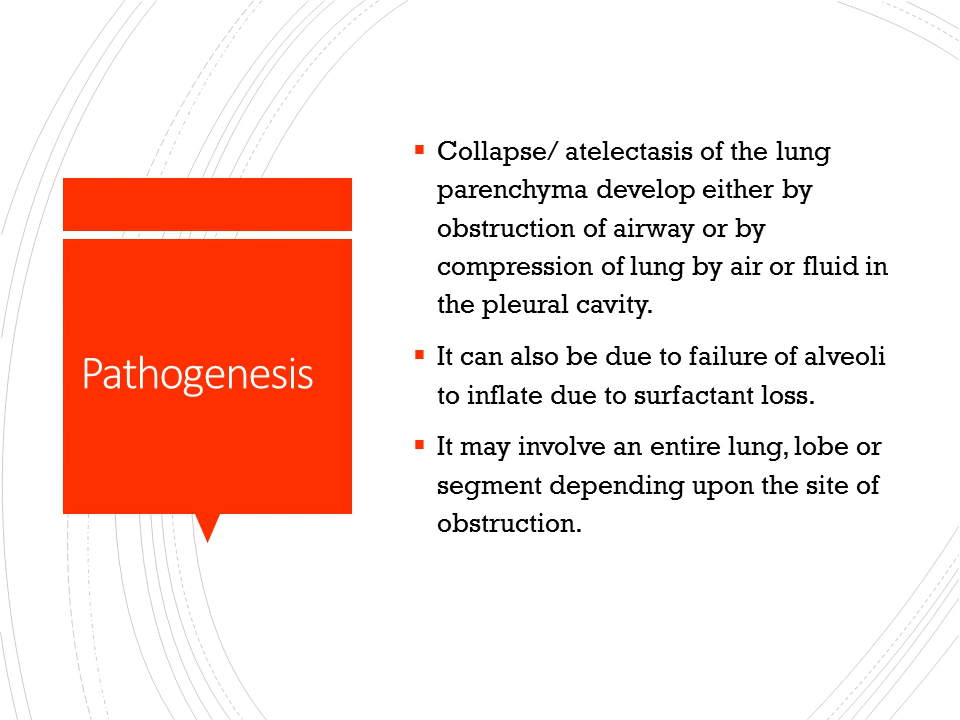 Pathogenesis
▪ Collapse/ atelectasis of the lung
parenchyma develop either by
obstruction of airway or by
compression of lung by air or fluid in
the pleural cavity.
▪ It can also be due to failure of alveoli
to inflate due to surfactant loss.
▪ It may involve an entire lung, lobe or
segment depending upon the site of
obstruction.